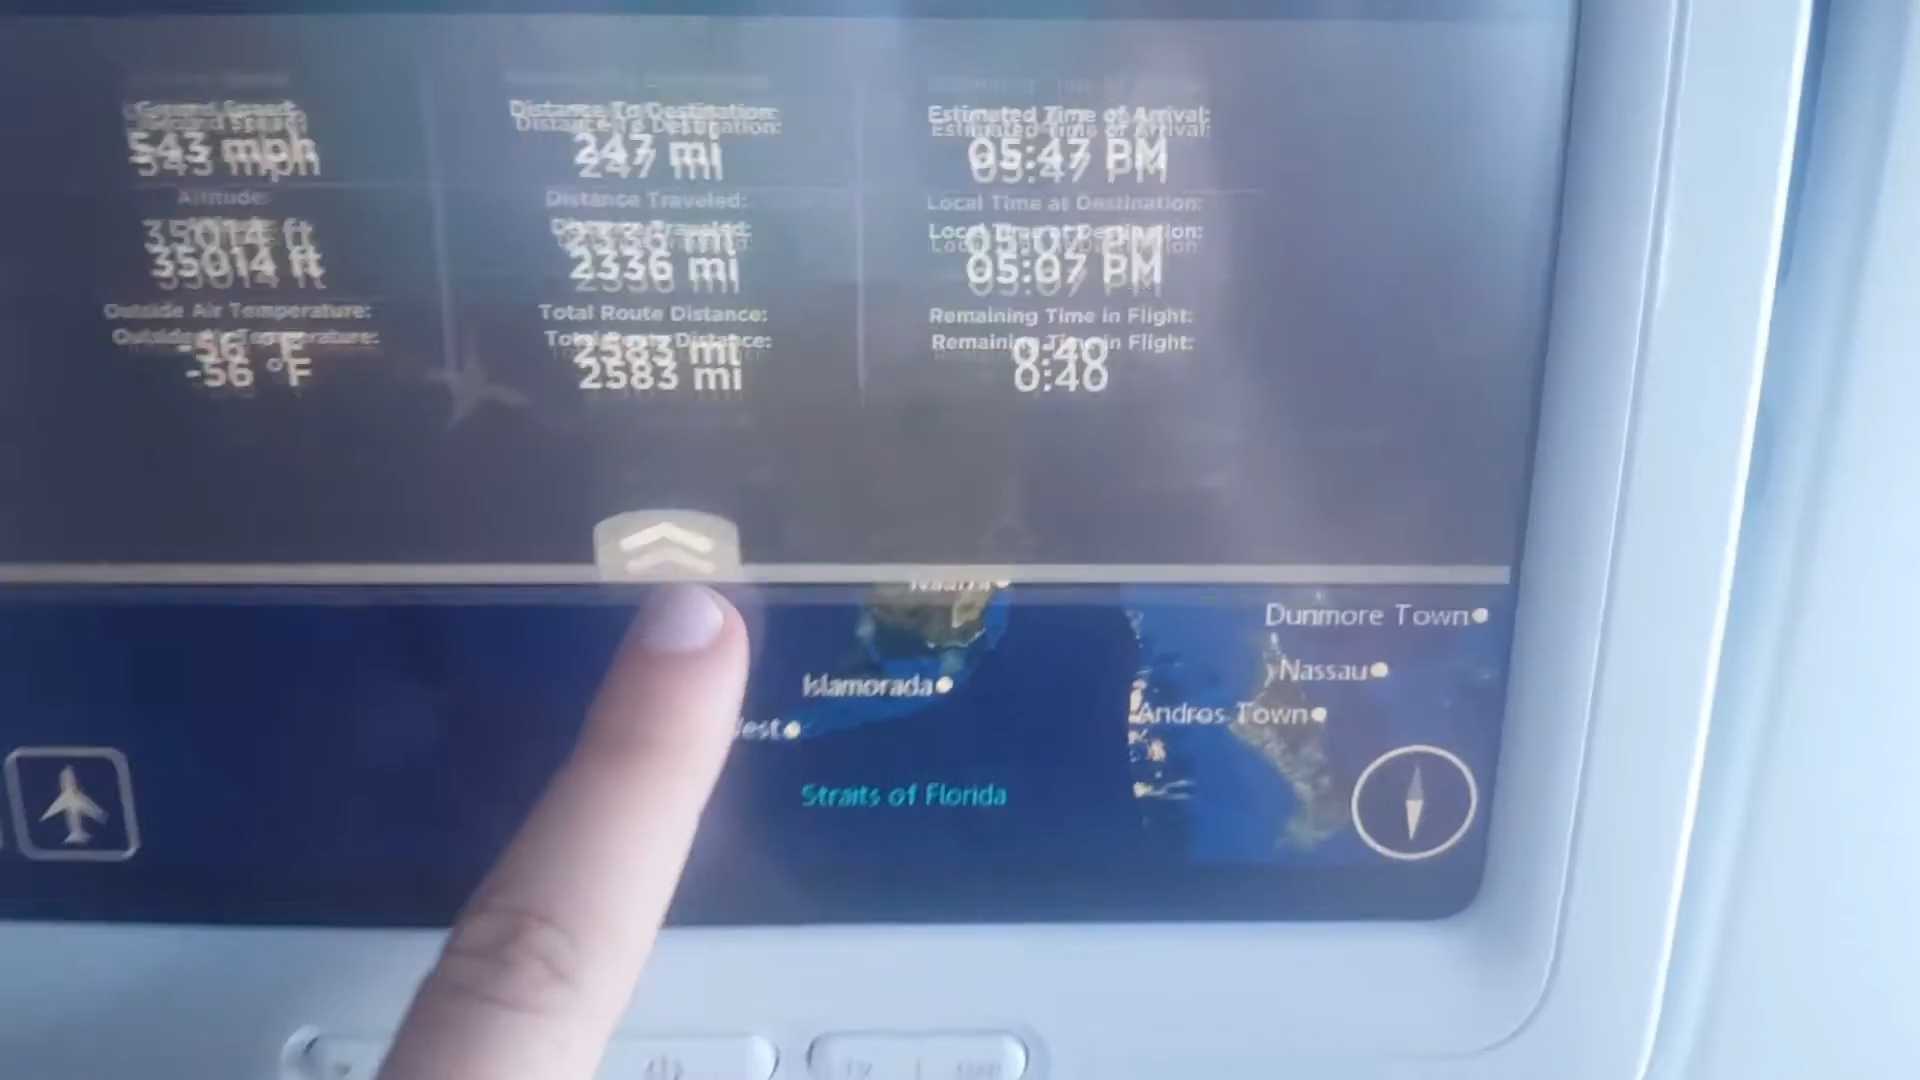 Ground Speed:
543 mph
Altitude:
35014 ft
Outside Air Temperature:
-56 °F
Distance To Destination:
247 mi
Distance Traveled:
2336 mi
Total Route Distance:
2583 mi
Estimated Time of Arrival:
05:47 PM
Local Time at Destination:
05:07 PM
Remaining Time in Flight:
0:40
Dunmore Town
Nassau
Islamorada
Andros Town
West
Straits of Florida